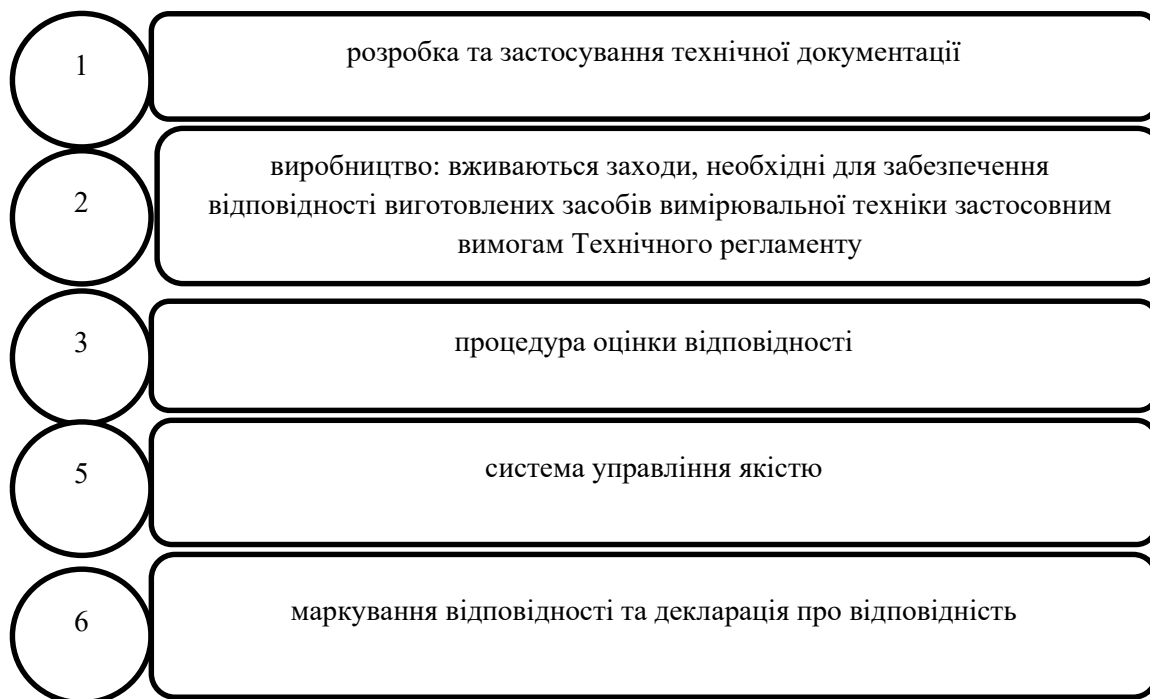 1
розробка та застосування технічної документації
2
виробництво: вживаються заходи, необхідні для забезпечення
відповідності виготовлених засобів вимірювальної техніки застосовним
вимогам Технічного регламенту
3
процедура оцінки відповідності
5
система управління якістю
6
маркування відповідності та декларація про відповідність